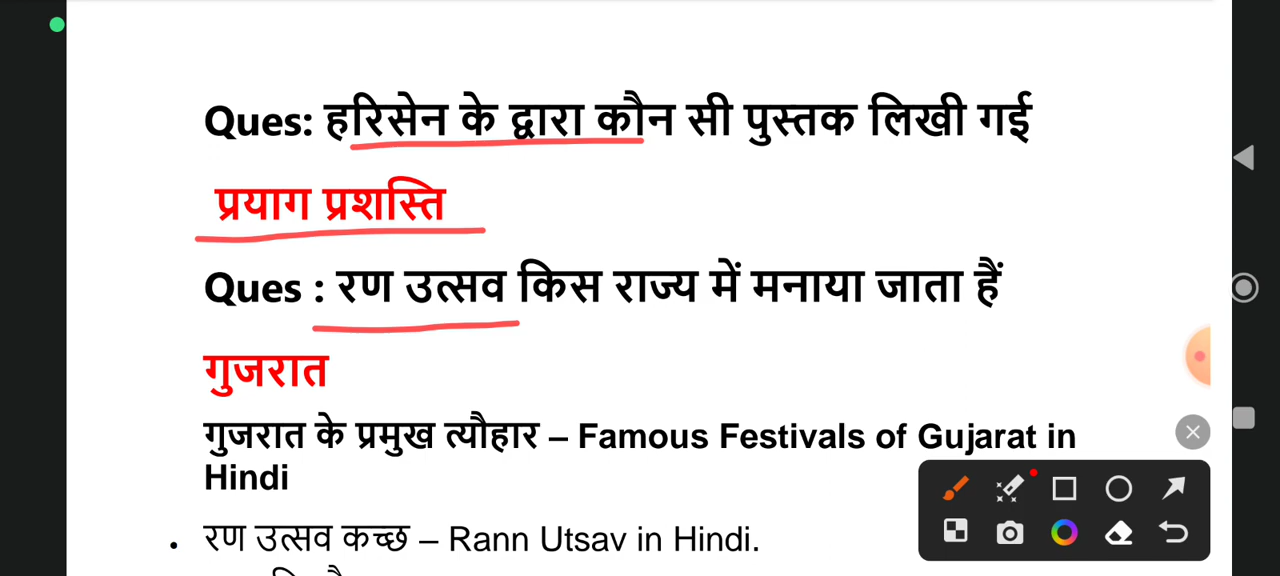 Ques: हरिसेन के द्वारा कौन सी पुस्तक लिखी गई
प्रयाग प्रशस्ति
Ques : रण उत्सव किस राज्य में मनाया जाता हैं
गुजरात
गुजरात के प्रमुख त्यौहार – Famous Festivals of Gujarat in
Hindi
• रण उत्सव कच्छ – Rann Utsav in Hindi.